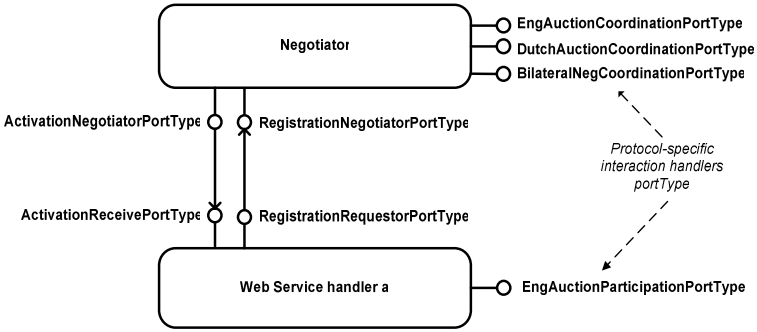 EngAuctionCoordinationPortType
Negotiator
DutchAuctionCoordinationPortType
BilateralNegCoordinationPortType
ActivationNegotiatorPortType
RegistrationNegotiatorPortType
Protocol-specific
interaction handlers
portType
ActivationReceivePortType
RegistrationRequestorPortType
Web Service handler a
EngAuctionParticipationPortType